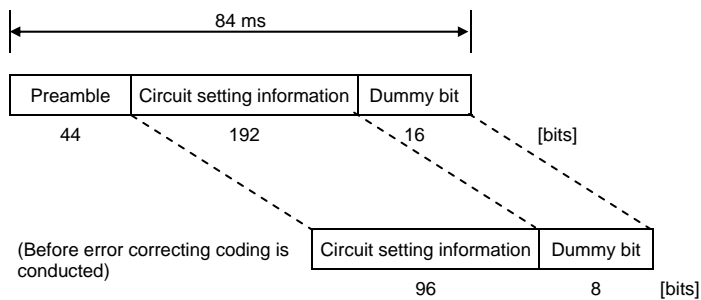 84 ms
Preamble Circuit setting information Dummy bit
44 192 16 [bits]
(Before error correcting coding is
conducted)
Circuit setting information Dummy bit
96 8 [bits]